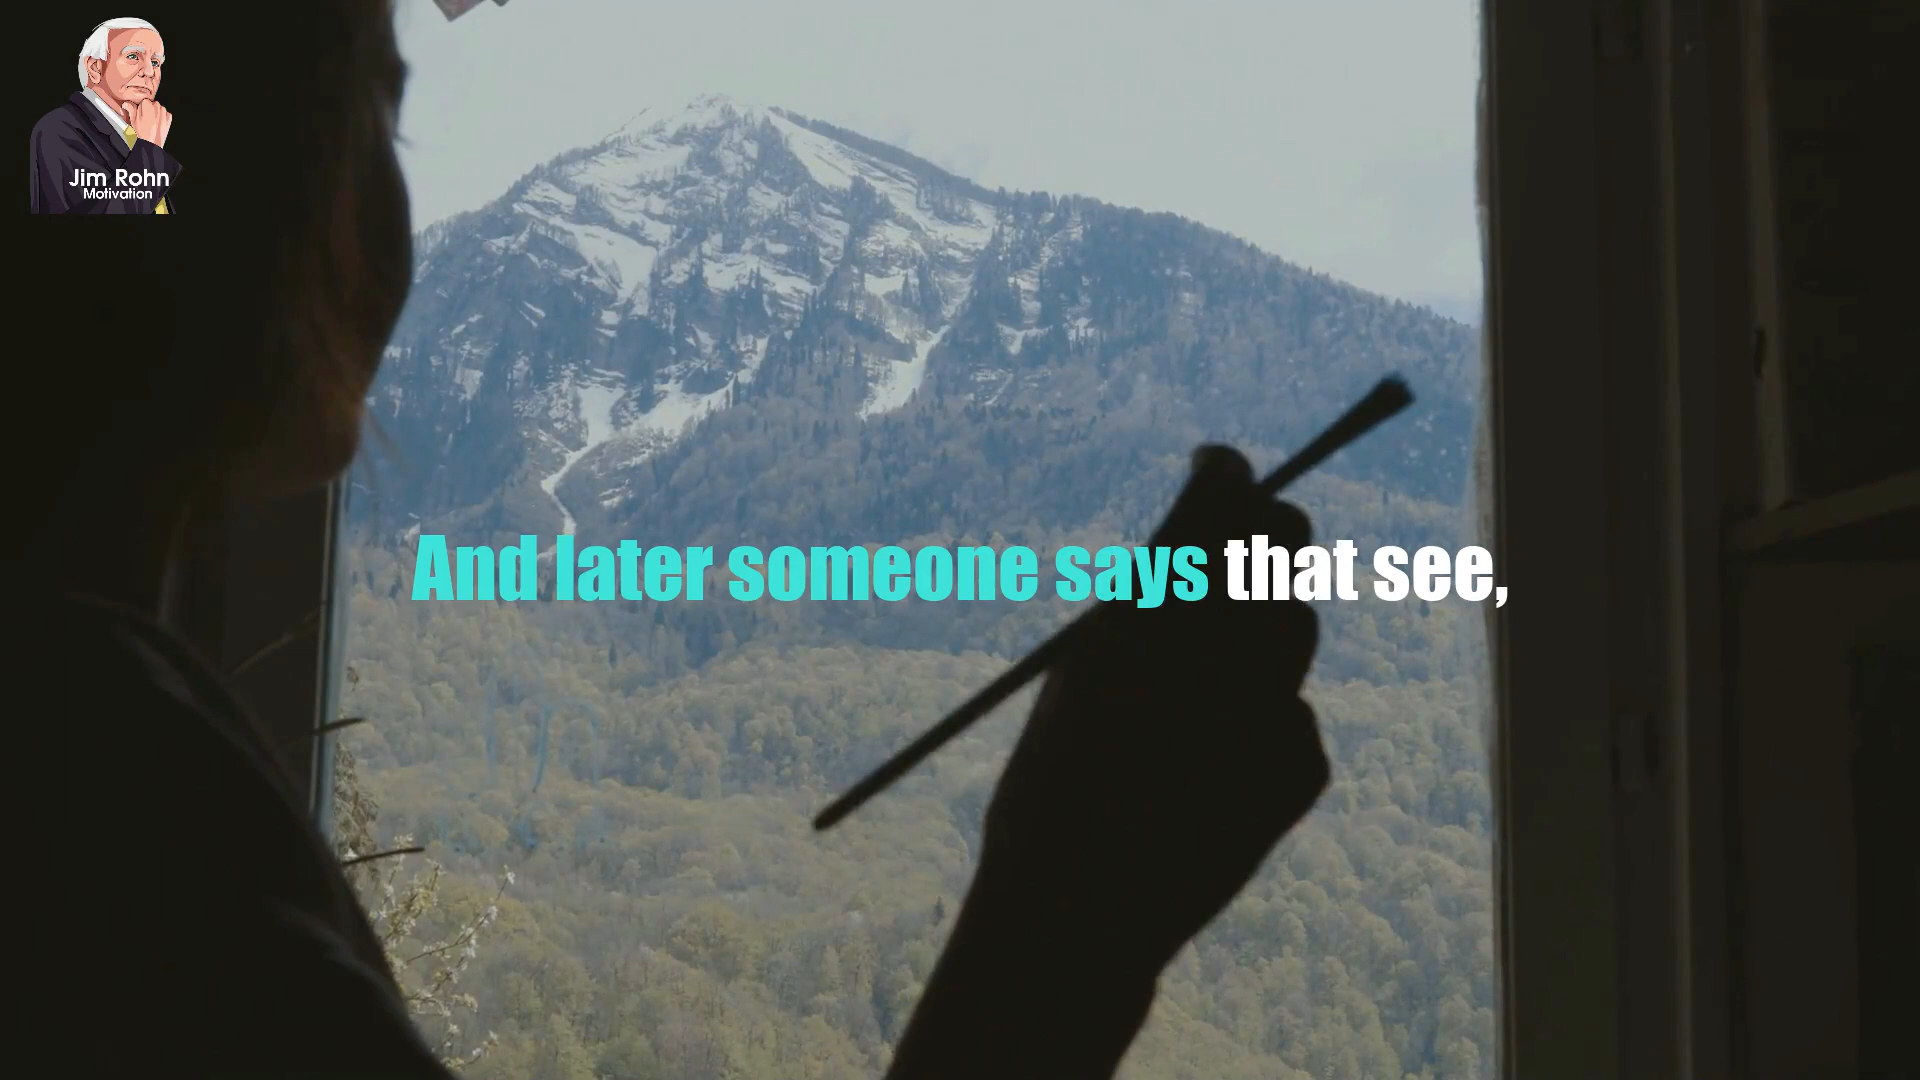 Jim Rohn
Motivation
And later someone says that see,